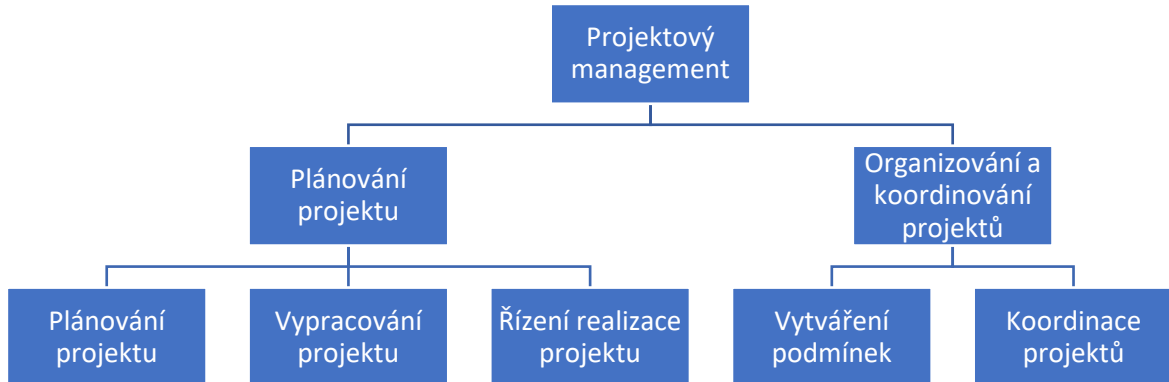 Projektový
management
Plánování
projektu
Organizování a
koordinování
projektů
Plánování
projektu
Vypracování
projektu
Řízení realizace
projektu
Vytváření
podmínek
Koordinace
projektů